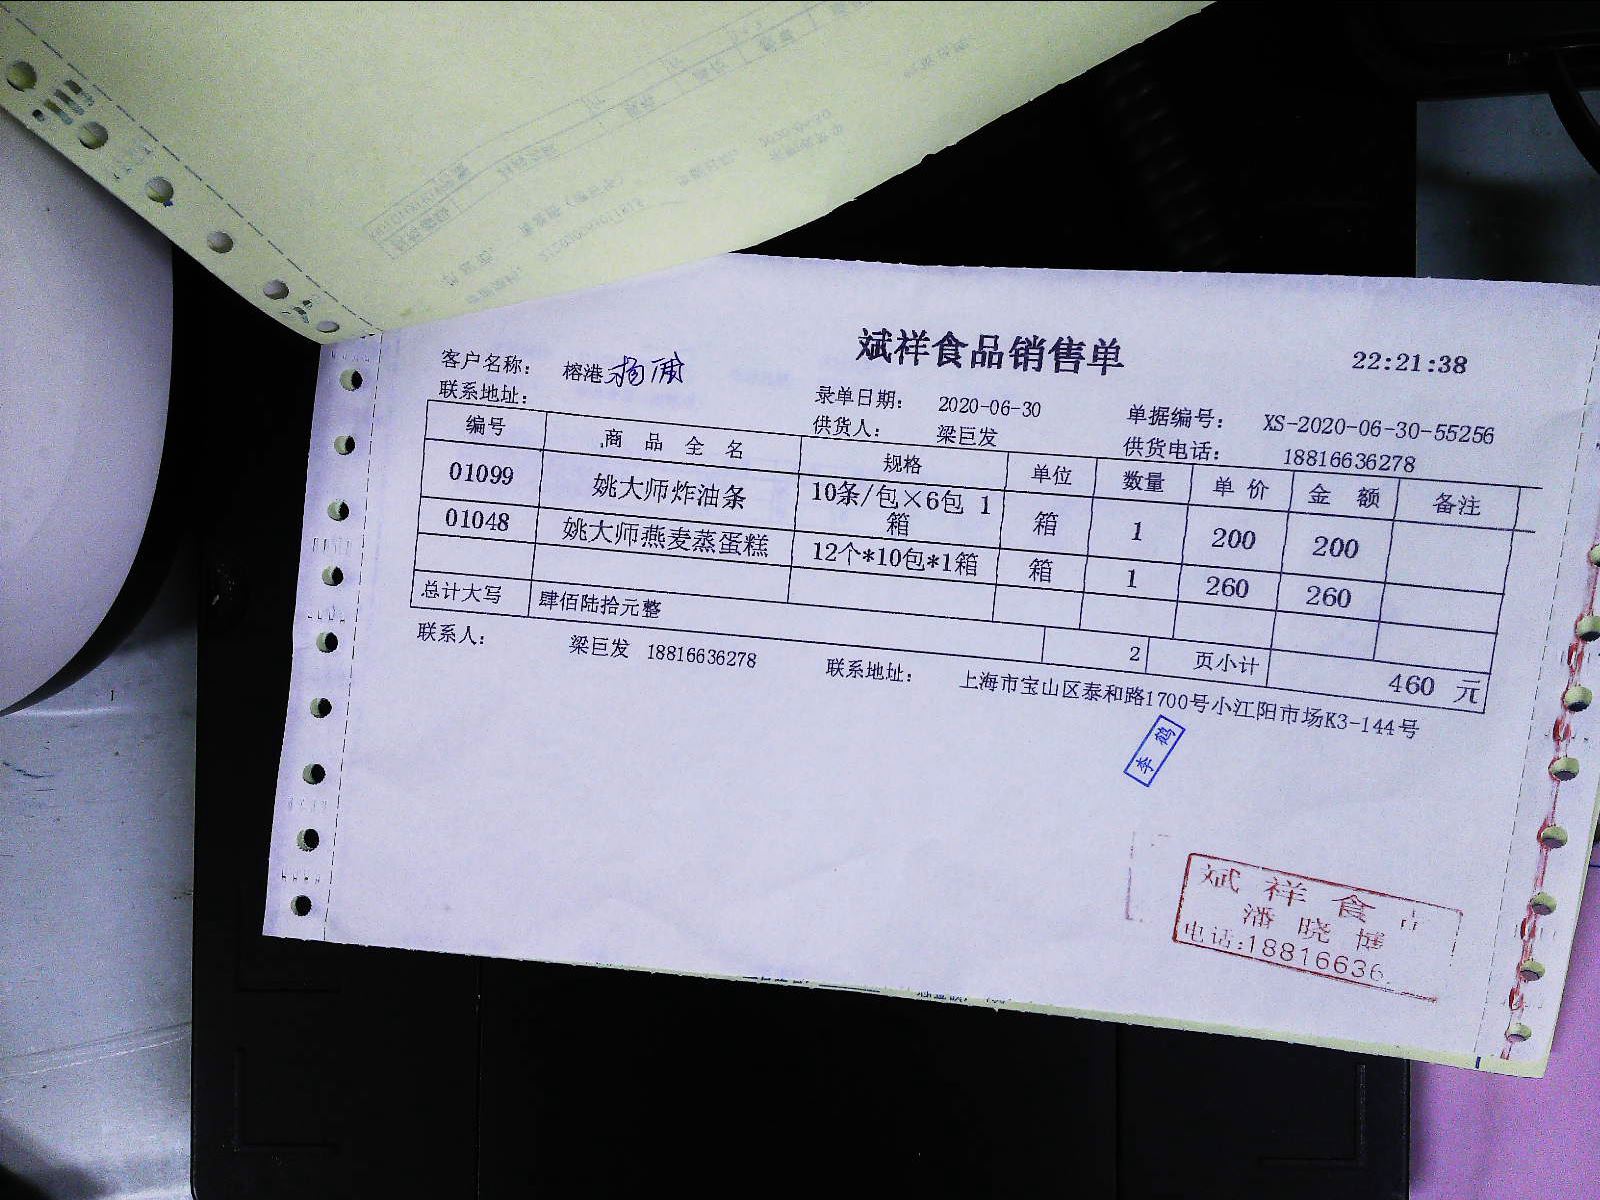 斌祥食品销售单
22:21:38
客户名称： 榕港 杨浦
录单日期： 2020-06-30 单据编号： XS-2020-06-30-55256
联系地址： 供货人： 梁巨发 供货电话： 18816636278
编号 商品全名 规格 单位 数量 单价 金额 备注
01099 姚大师炸油条 10条/包×6包 1箱 箱 1 200 200
01048 姚大师燕麦蒸蛋糕 12个*10包*1箱 箱 1 260 260
总计大写 肆佰陆拾元整 2 页小计 460 元
联系人： 梁巨发 18816636278 联系地址： 上海市宝山区泰和路1700号小江阳市场K3-144号
李鹤
斌祥食
潘晓
电话:18816636